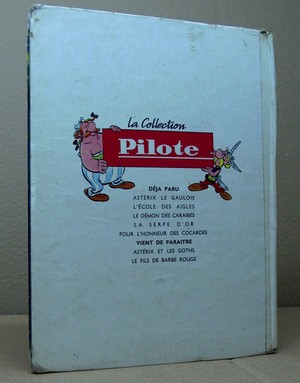 La Collection
Pilote
DÉJA PARU
ASTÉRIX LE GAULOIS
L'ÉCOLE DES AIGLES
LE DÉMON DES CARAIBES
LA SERPE D'OR
POUR L'HONNEUR DES COCARDES
VIENT DE PARAITRE
ASTÉRIX ET LES GOTHS
LE FILS DE BARBE ROUGE